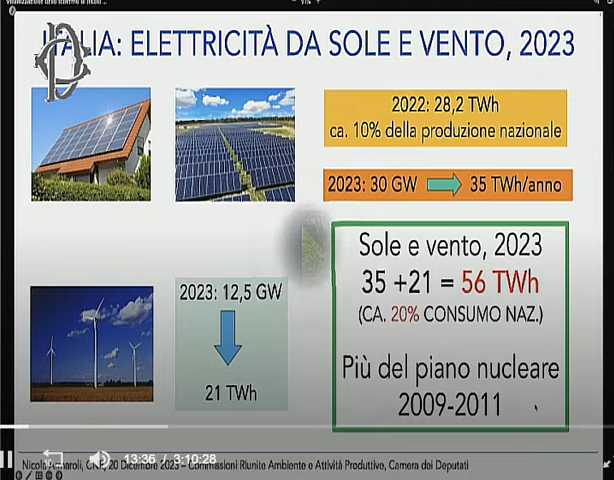 ITALIA: ELETTRICITÀ DA SOLE E VENTO, 2023
2022: 28,2 TWh
ca. 10% della produzione nazionale
2023: 30 GW 35 TWh/anno
Sole e vento, 2023
35 +21 = 56 TWh
(CA. 20% CONSUMO NAZ.)
2023: 12,5 GW
21 TWh
Più del piano nucleare
2009-2011
13:36 / 3:10:28
Nicola Armaroli, CNR, 20 Dicembre 2023 – Commissioni Riunite Ambiente e Attività Produttive, Camera dei Deputati